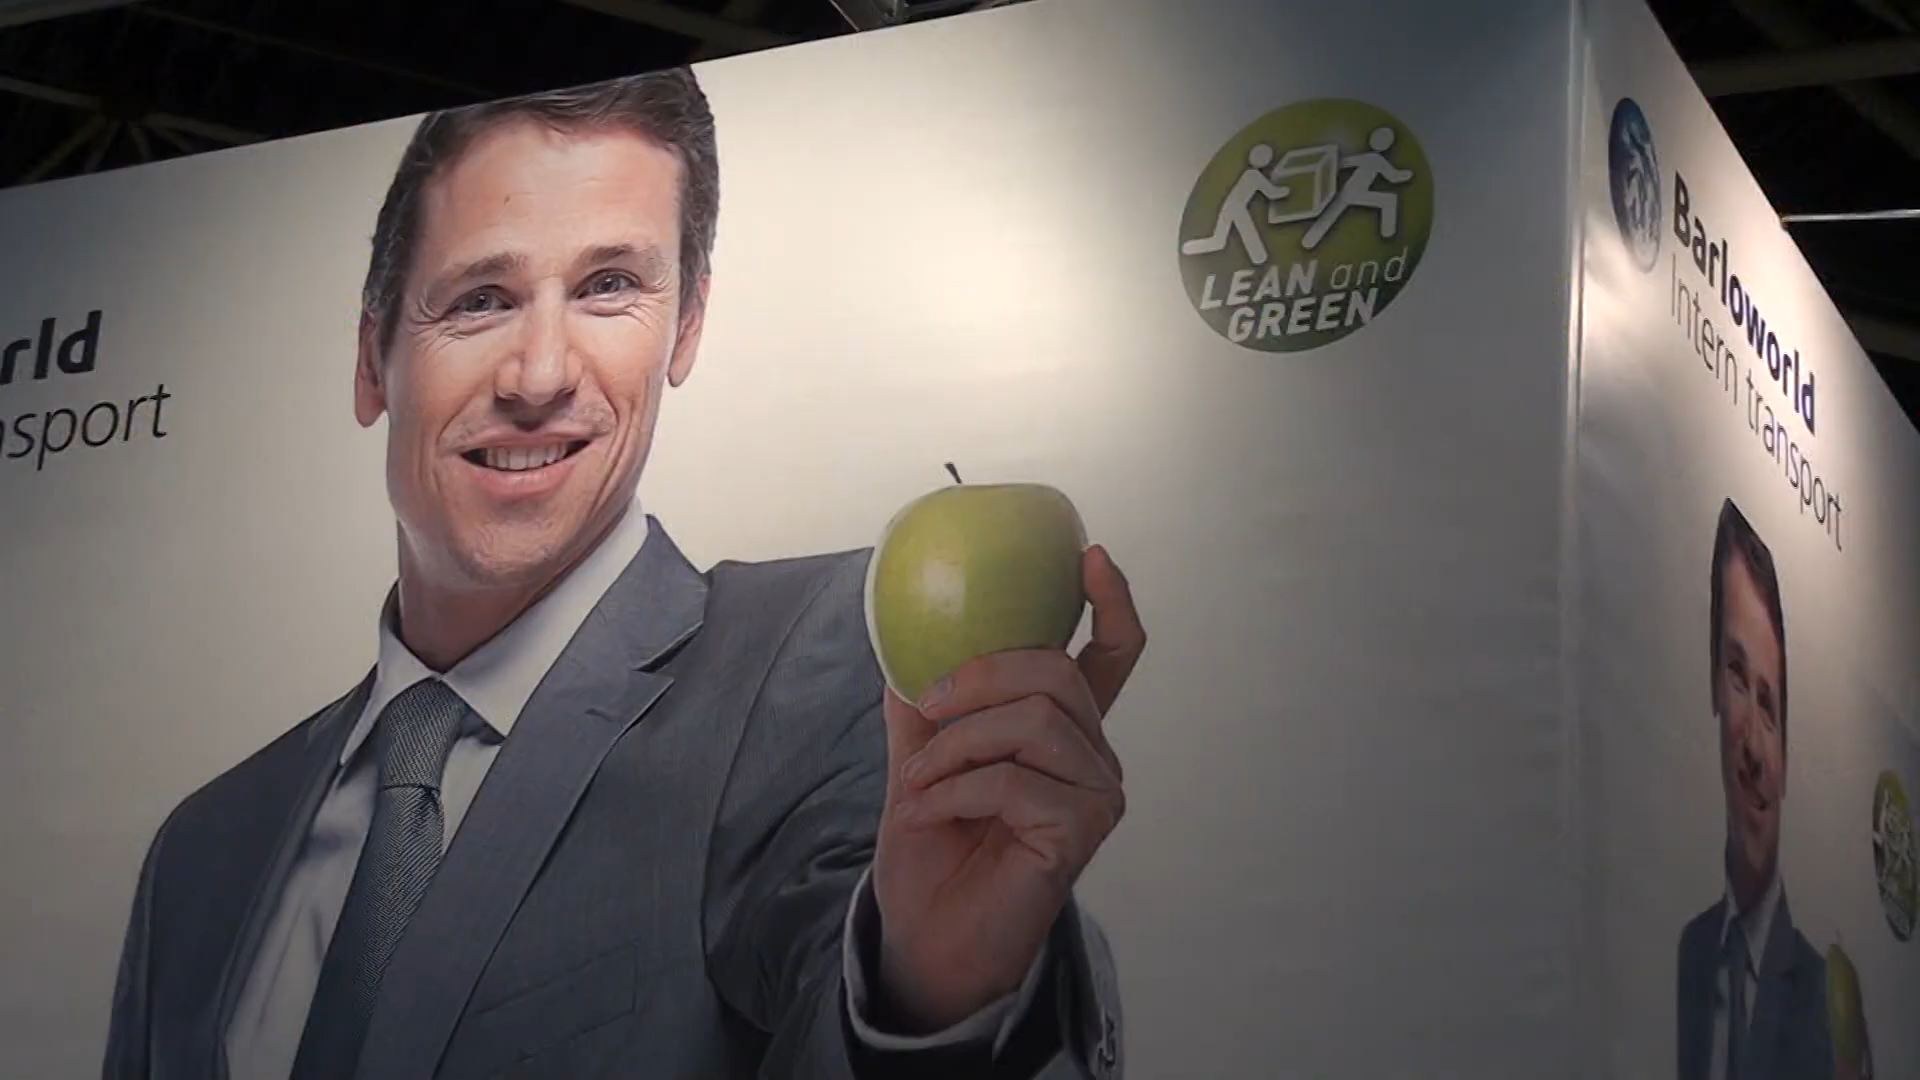 rld
nsport
LEAN and
GREEN
Barloworld
Intern transport